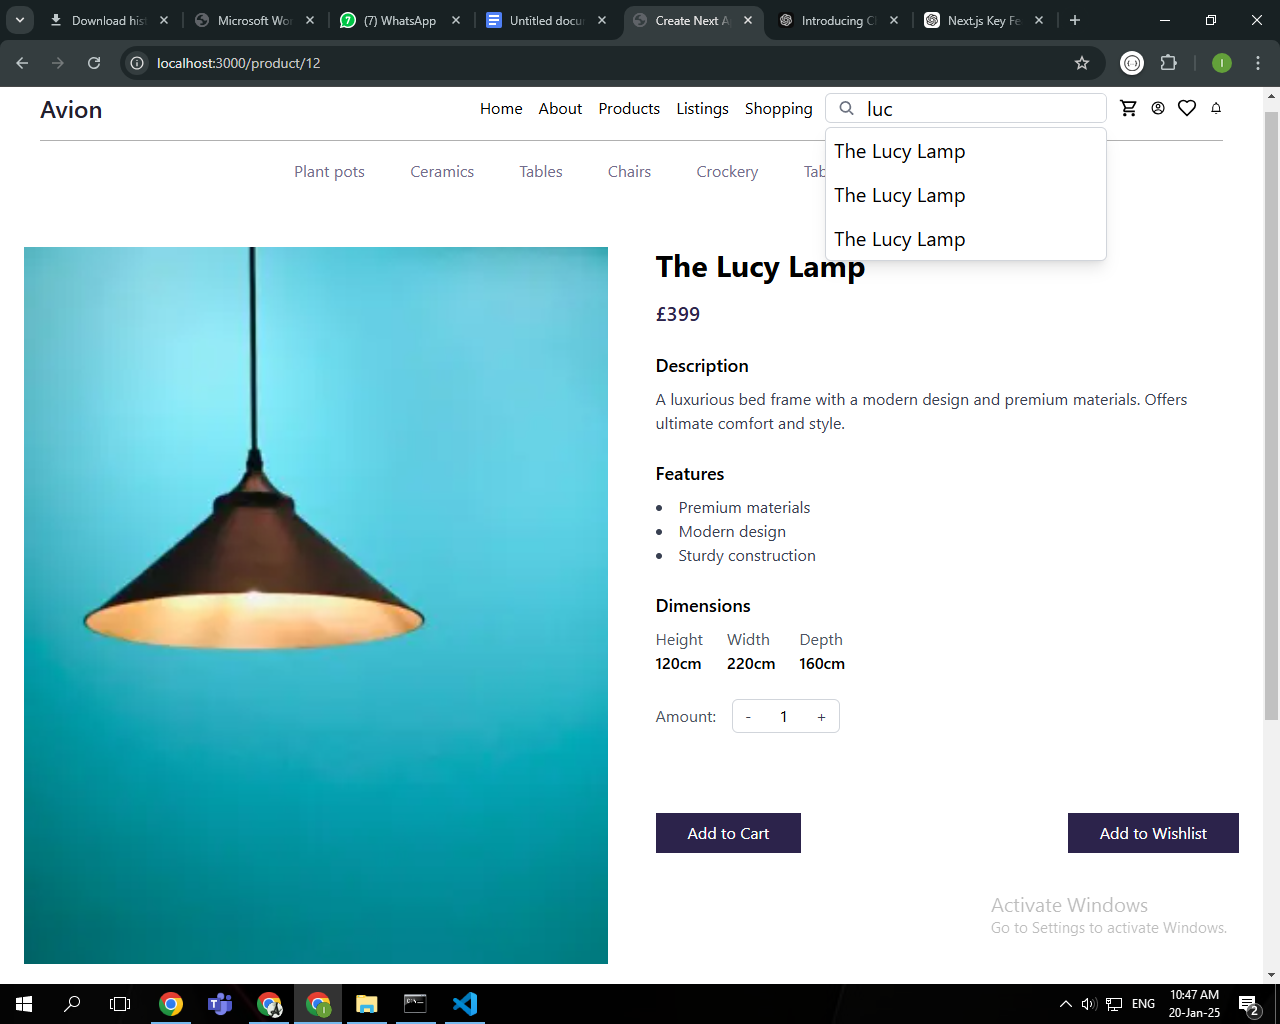 Download hist
Microsoft Wor
(7) WhatsApp
Untitled docur
Create Next Ap
Introducing Ch
Next.js Key Fe
localhost:3000/product/12
Avion
Home About Products Listings Shopping
luc
The Lucy Lamp
The Lucy Lamp
The Lucy Lamp
Plant pots Ceramics Tables Chairs Crockery Tab
The Lucy Lamp
£399
Description
A luxurious bed frame with a modern design and premium materials. Offers
ultimate comfort and style.
Features
Premium materials
Modern design
Sturdy construction
Dimensions
Height Width Depth
120cm 220cm 160cm
Amount: - 1 +
Add to Cart
Add to Wishlist
Activate Windows
Go to Settings to activate Windows.
ENG
10:47 AM
20-Jan-25
2